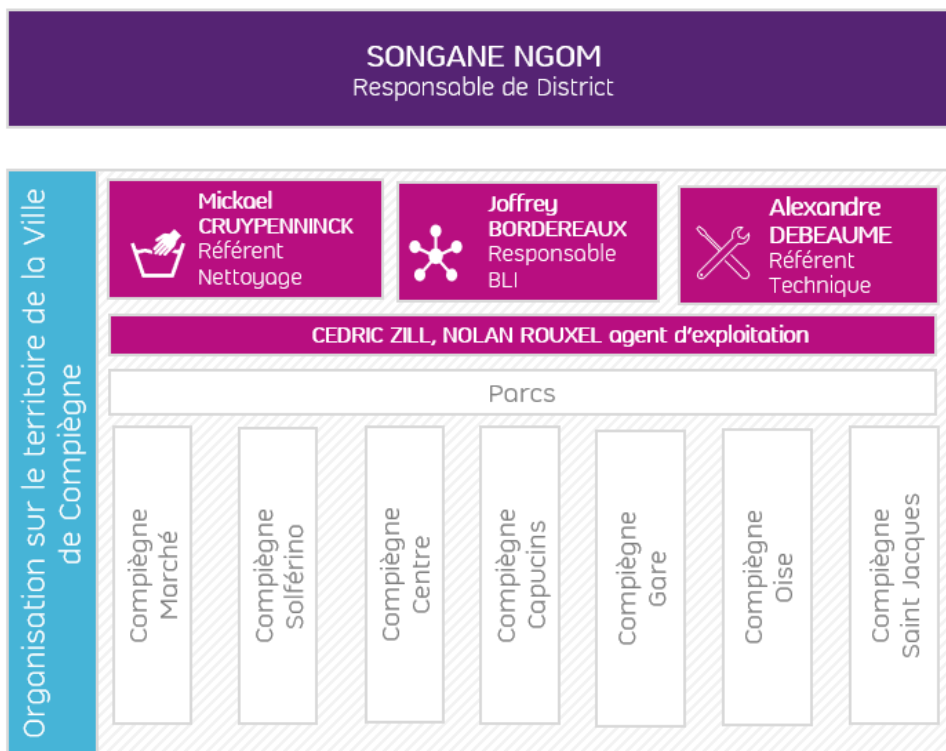 SONGANE NGOM
Responsable de District
Organisation sur le territoire de la Ville
de Compiègne
Mickael
CRUYPENNINCK
Référent
Nettoyage
Joffrey
BORDEREAUX
Responsable
BLI
Alexandre
DEBEAUME
Référent
Technique
CEDRIC ZILL, NOLAN ROUXEL agent d'exploitation
Parcs
Compiègne
Marché
Compiègne
Solférino
Compiègne
Centre
Compiègne
Capucins
Compiègne
Gare
Compiègne
Oise
Compiègne
Saint Jacques